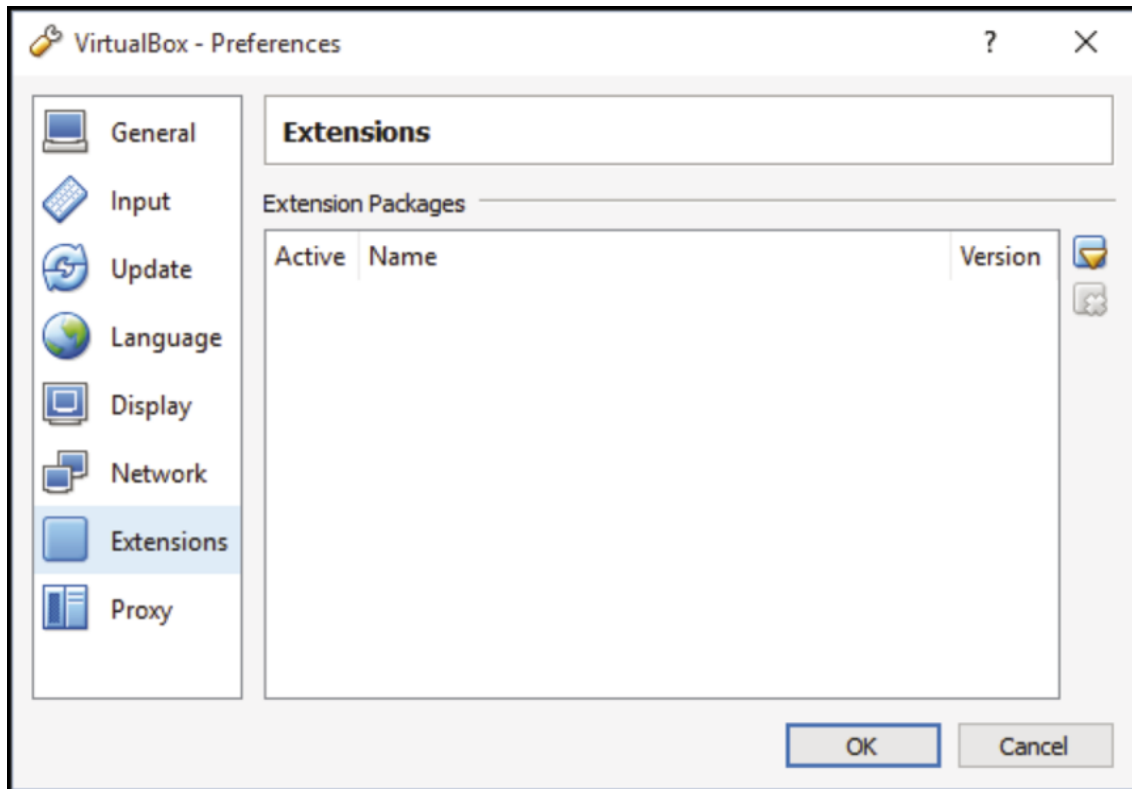 VirtualBox - Preferences ?
General
Input
Update
Language
Display
Network
Extensions
Proxy
Extensions
Extension Packages
Active Name Version
OK Cancel